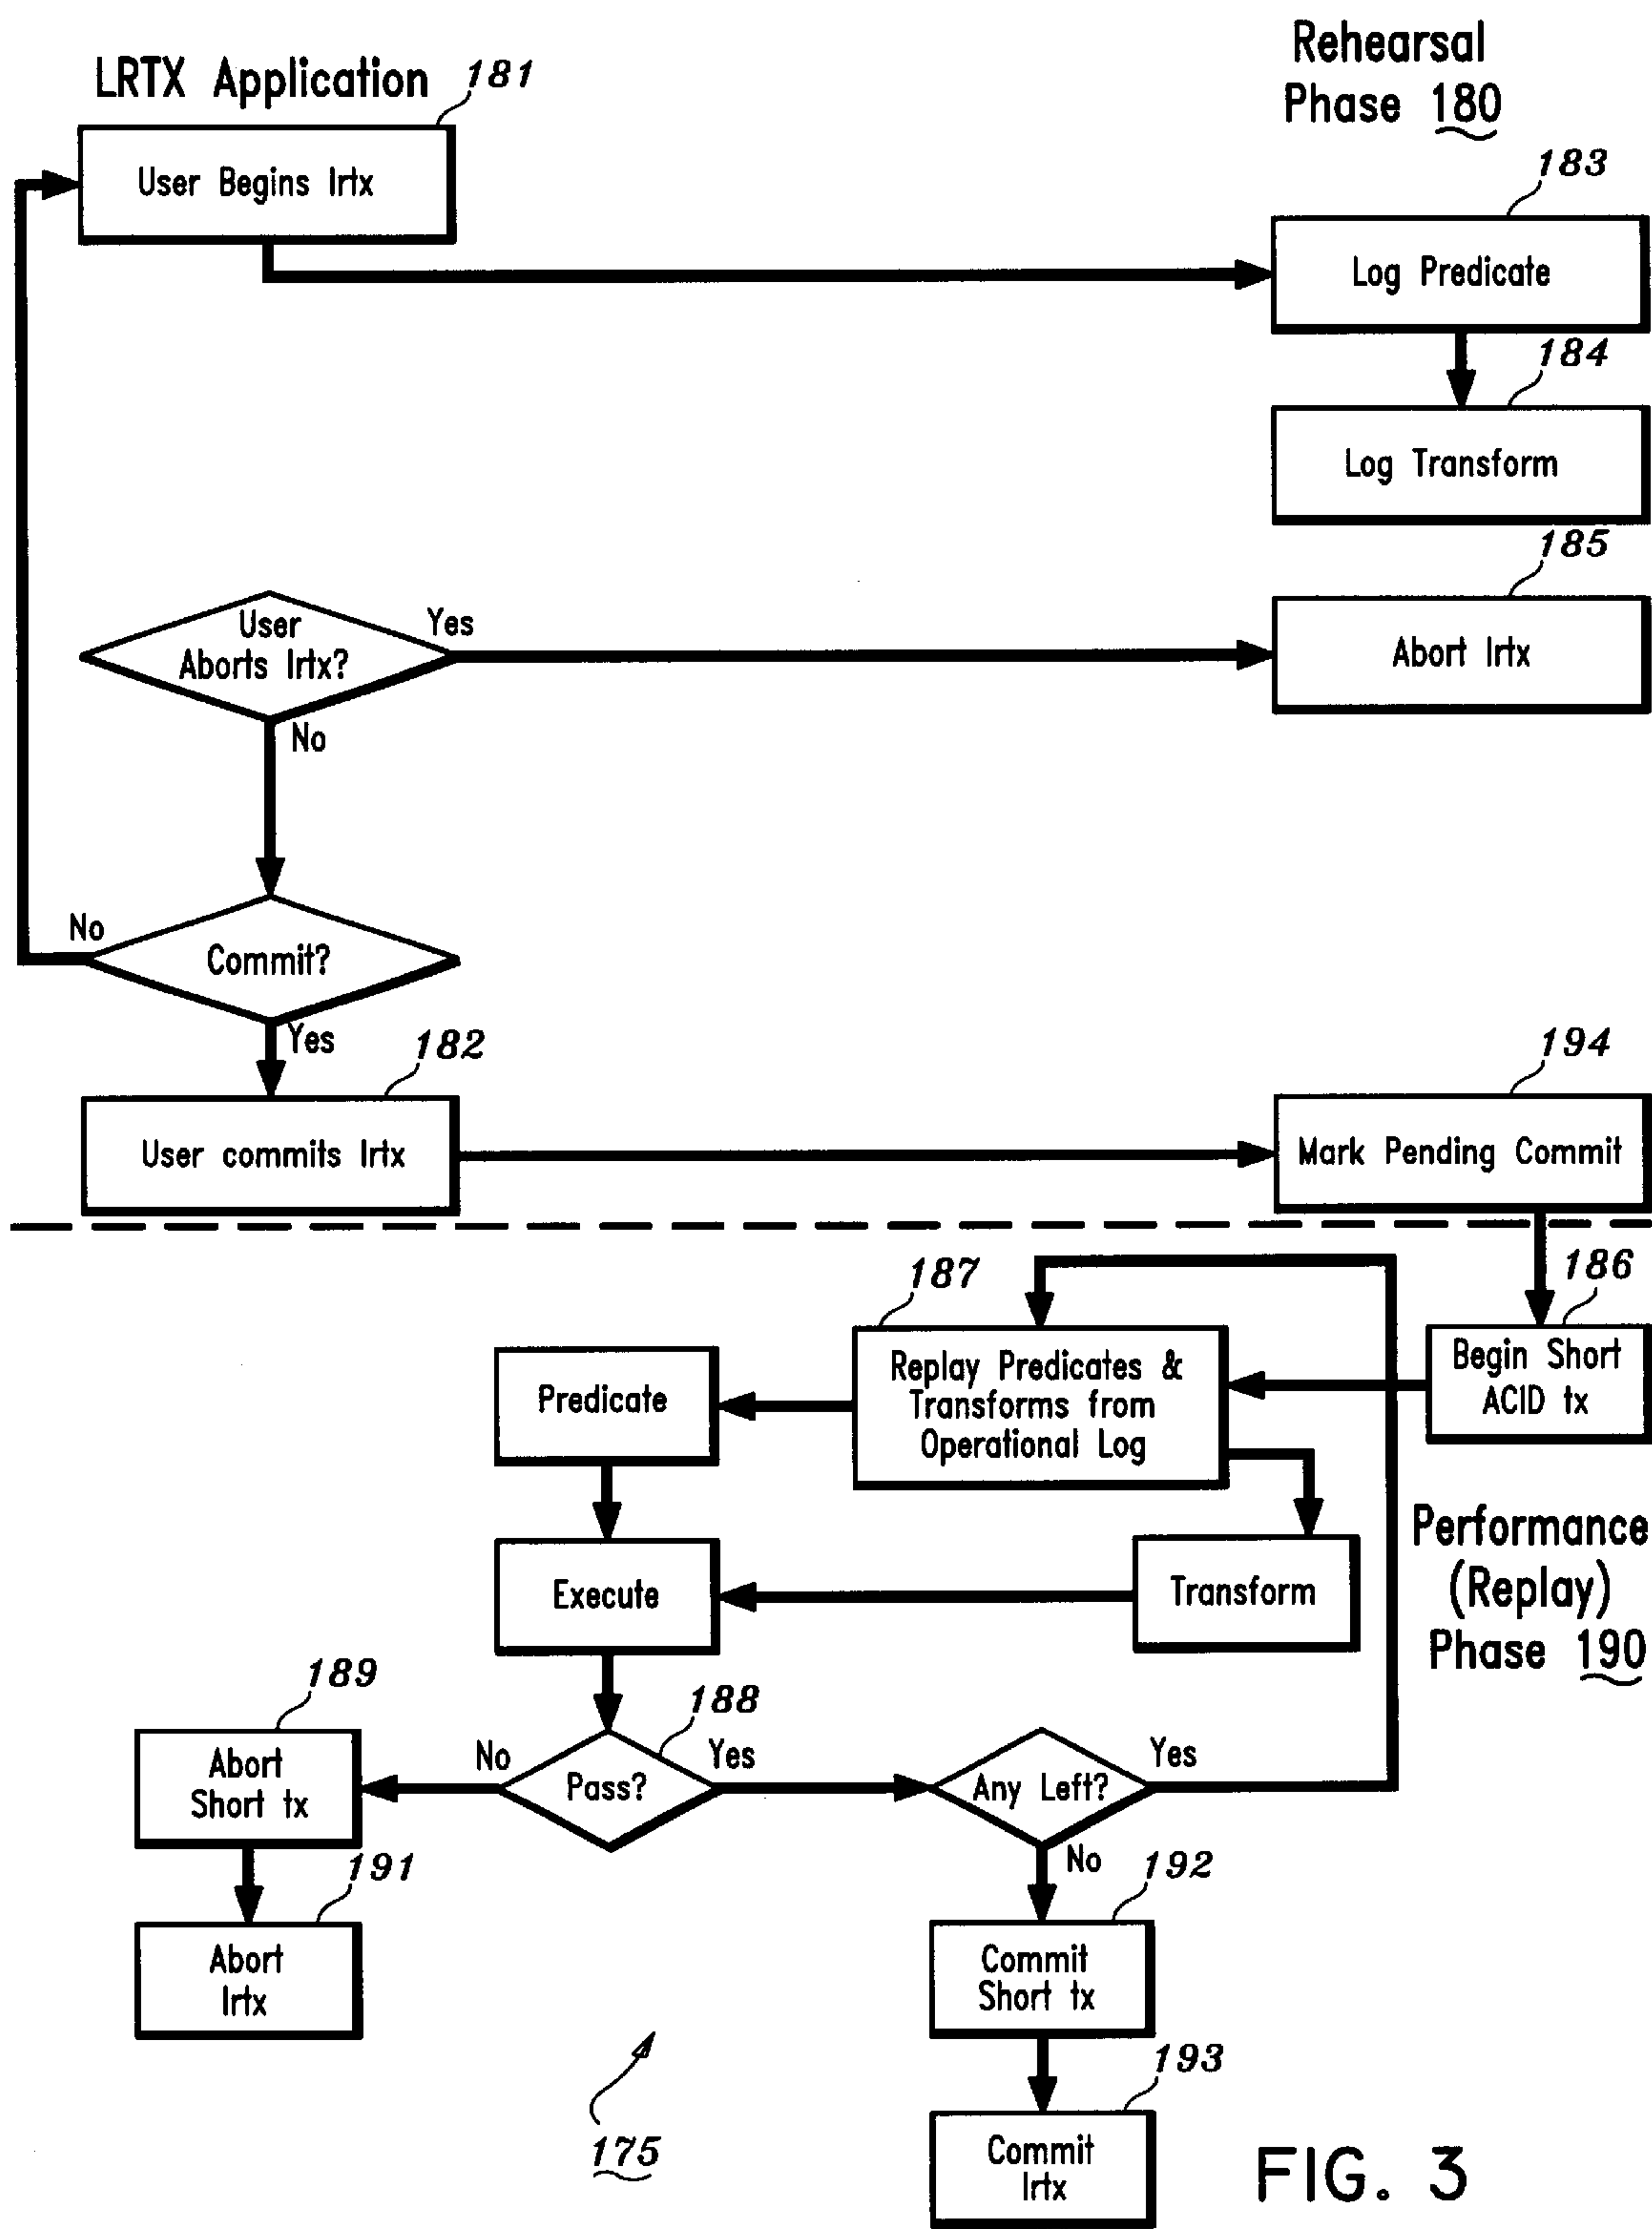 LRTX Application
181
Rehearsal
Phase 180
User Begins lrtx
183
Log Predicate
184
Log Transform
185
User
Aborts lrtx?
Yes
Abort lrtx
No
No
Commit?
Yes
182
194
User commits lrtx
Mark Pending Commit
187
186
Predicate
Replay Predicates &
Transforms from
Operational Log
Begin Short
ACID tx
Performance
(Replay)
Phase 190
Execute
Transform
189
188
Abort
Short tx
No
Pass?
Yes
Any Left?
Yes
191
No
192
Abort
lrtx
Commit
Short tx
193
175
Commit
lrtx
FIG. 3